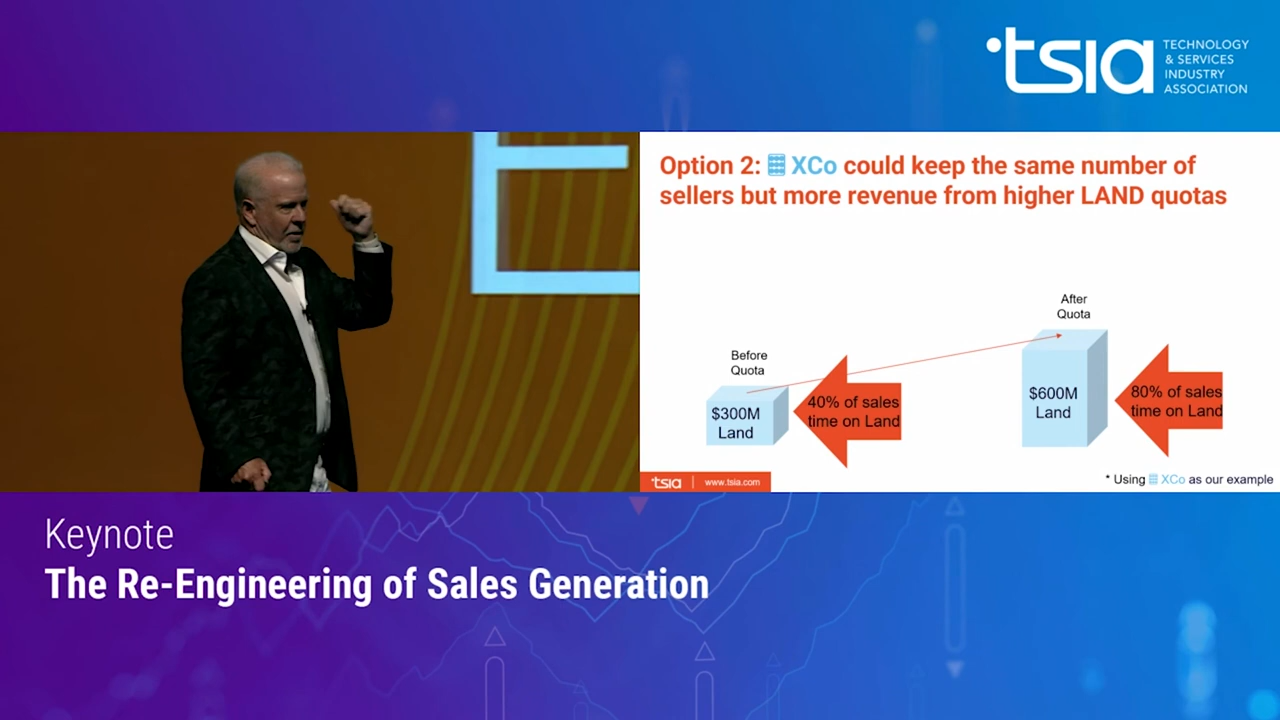 tsia
TECHNOLOGY
& SERVICES
INDUSTRY
ASSOCIATION
E
Option 2: XCo could keep the same number of
sellers but more revenue from higher LAND quotas
Before
Quota
$300M
Land
40% of sales
time on Land
After
Quota
$600M
Land
80% of sales
time on Land
tsia | www.tsia.com
* Using XCo as our example
Keynote
The Re-Engineering of Sales Generation